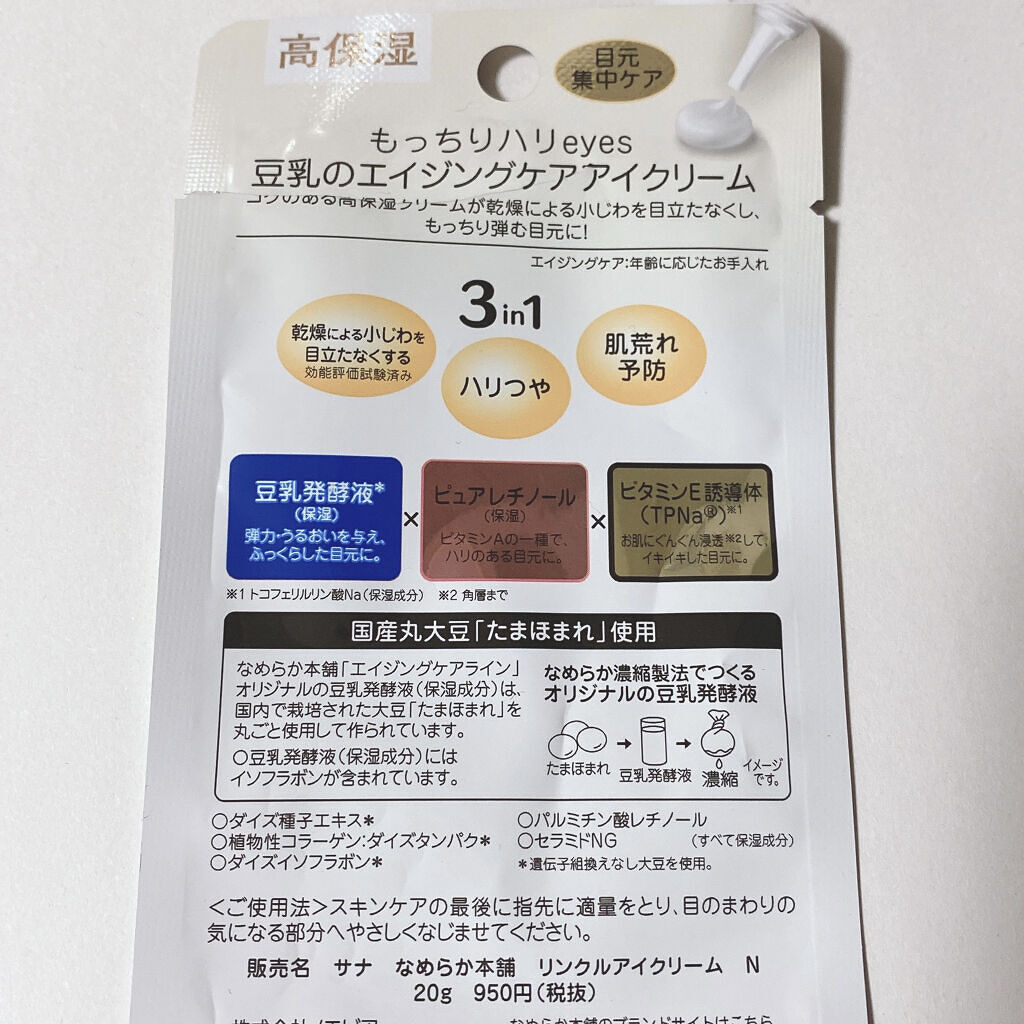 高保湿
目元
集中ケア
もっちりハリeyes
豆乳のエイジングケアアイクリーム
コクのある高保湿クリームが乾燥による小じわを目立たなくし、
もっちり弾む目元に!
エイジングケア:年齢に応じたお手入れ
3in1
乾燥による小じわを
目立たなくする
効能評価試験済み
ハリつや
肌荒れ
予防
豆乳発酵液*
(保湿)
弾力・うるおいを与え、
ふっくらした目元に。
×
ピュアレチノール
(保湿)
ビタミンAの一種で、
ハリのある目元に。
×
ビタミンE誘導体
(TPNa®)※1
お肌にぐんぐん浸透※2して、
イキイキした目元に。
※1 トコフェリルリン酸Na(保湿成分) ※2 角層まで
国産丸大豆「たまほまれ」使用
なめらか本舗「エイジングケアライン」
オリジナルの豆乳発酵液(保湿成分)は、
国内で栽培された大豆「たまほまれ」を
丸ごと使用して作られています。
○豆乳発酵液(保湿成分)には
イソフラボンが含まれています。
なめらか濃縮製法でつくる
オリジナルの豆乳発酵液
たまほまれ
豆乳発酵液
濃縮
イメージ
です。
○ダイズ種子エキス*
○植物性コラーゲン:ダイズタンパク*
○ダイズイソフラボン*
○パルミチン酸レチノール
○セラミドNG (すべて保湿成分)
*遺伝子組換えなし大豆を使用。
<ご使用法>スキンケアの最後に指先に適量をとり、目のまわりの
気になる部分へやさしくなじませてください。
販売名 サナ なめらか本舗 リンクルアイクリーム N
20g 950円(税抜)
株式会社ノエビア
なめらか本舗のブランドサイトはこちら